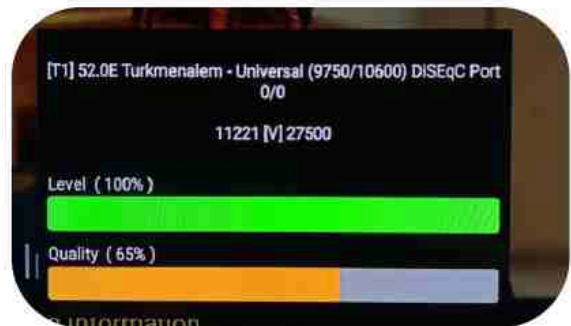 [T1] 52.0E Turkmenalem - Universal (9750/10600) DiSEqC Port
0/0
11221 [V] 27500
Level ( 100% )
Quality ( 65% )